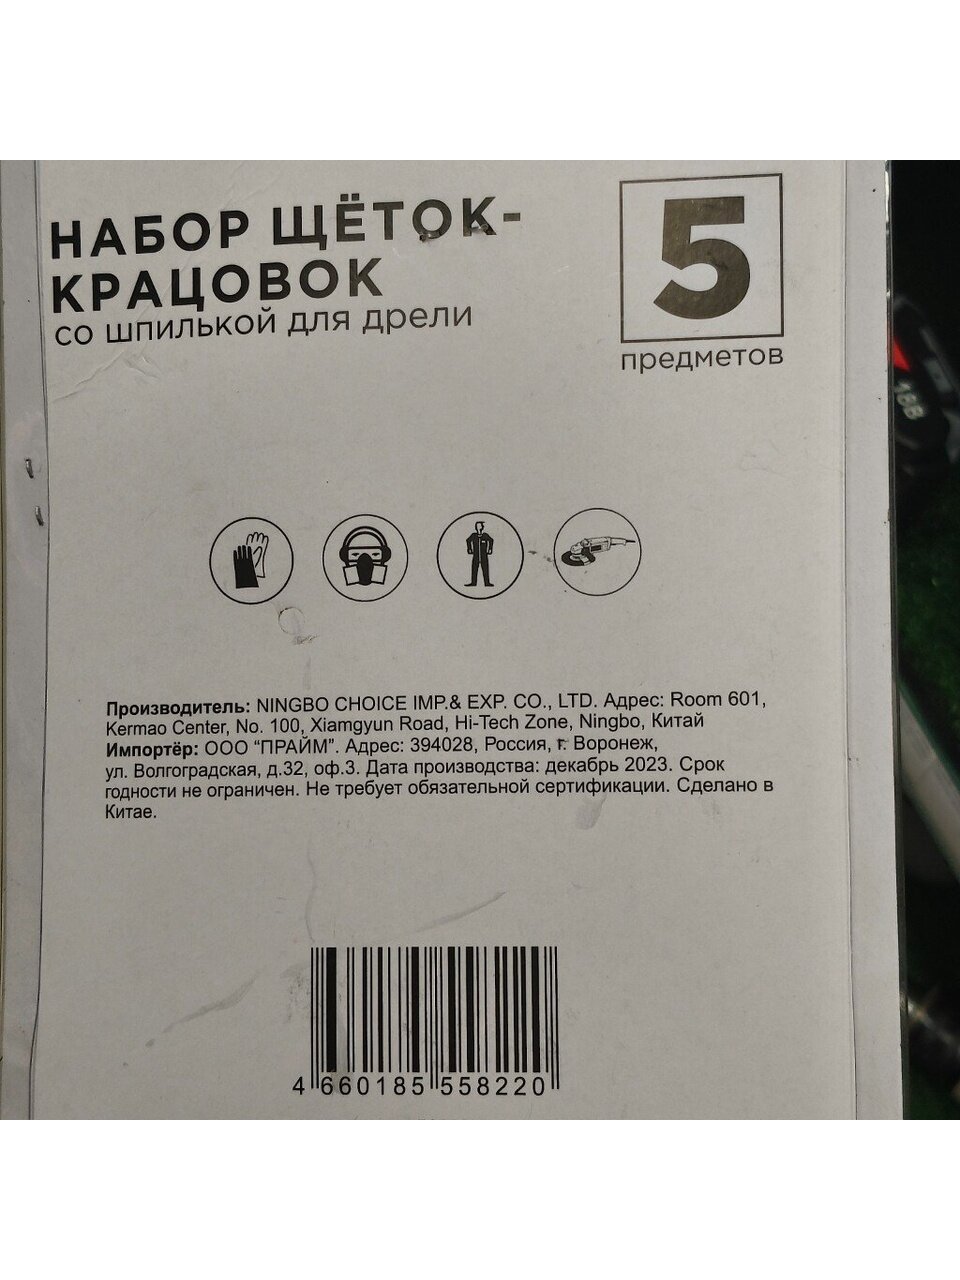 НАБОР ЩЁТОК-
КРАЦОВОК
со шпилькой для дрели
5
предметов
Производитель: NINGBO CHOICE IMP.& EXP. CO., LTD. Адрес: Room 601,
Kermao Center, No. 100, Xiamgyun Road, Hi-Tech Zone, Ningbo, Китай
Импортёр: ООО "ПРАЙМ". Адрес: 394028, Россия, г. Воронеж,
ул. Волгоградская, д.32, оф.3. Дата производства: декабрь 2023. Срок
годности не ограничен. Не требует обязательной сертификации. Сделано в
Китае.
4 660185 558220